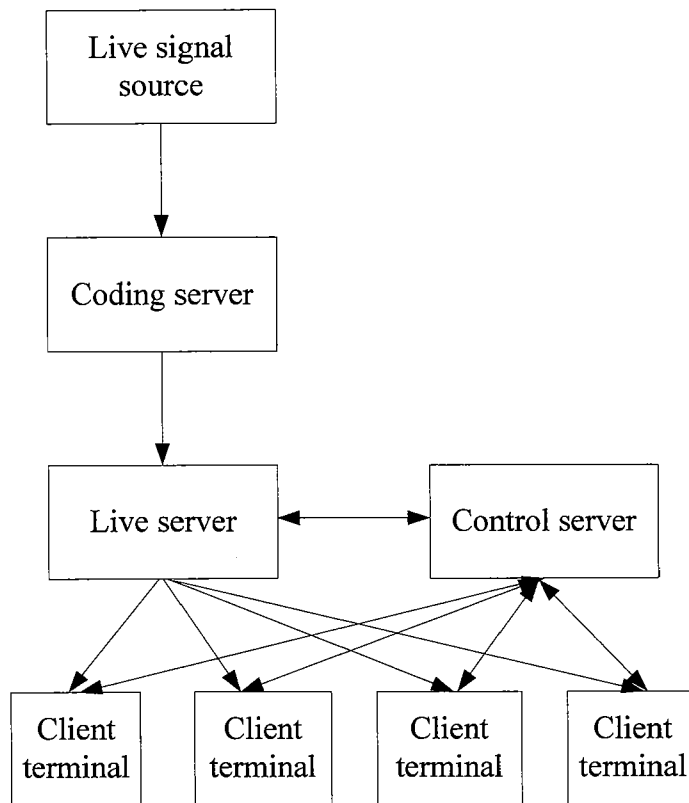 Live signal
source
Coding server
Live server
Control server
Client
terminal
Client
terminal
Client
terminal
Client
terminal